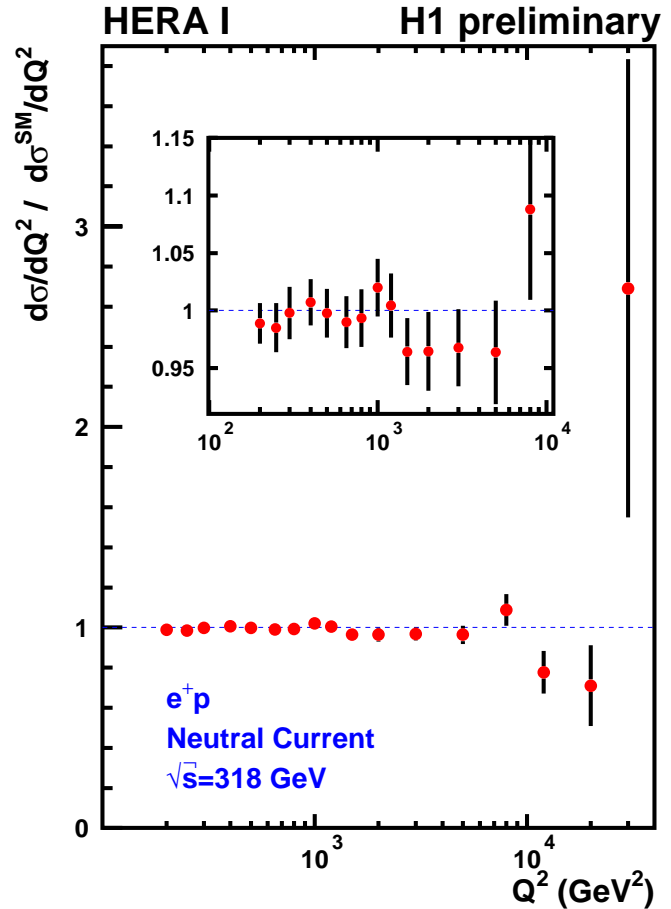 HERA I H1 preliminary
dσ/dQ² / dσ^SM/dQ²
1.15
1.1
1.05
1
0.95
10² 10³ 10⁴
3
2
1
0
e⁺p
Neutral Current
√s=318 GeV
10³ 10⁴
Q² (GeV²)